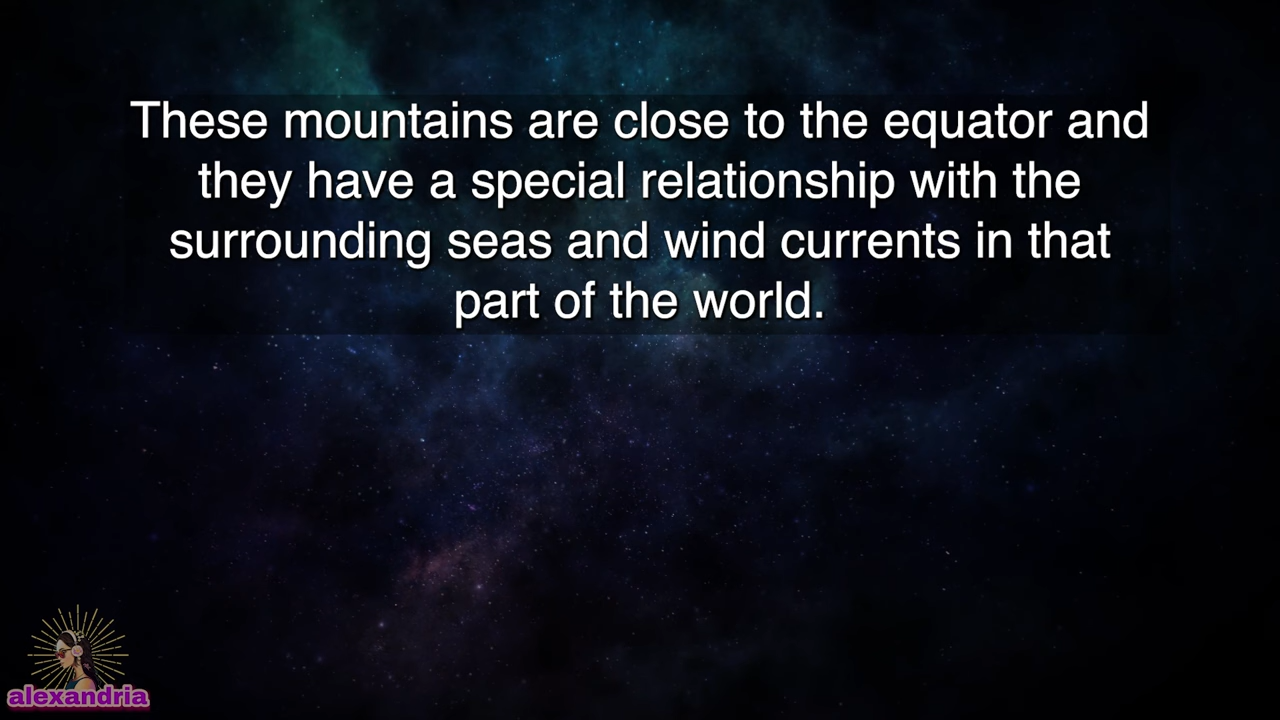 These mountains are close to the equator and
they have a special relationship with the
surrounding seas and wind currents in that
part of the world.
alexandria